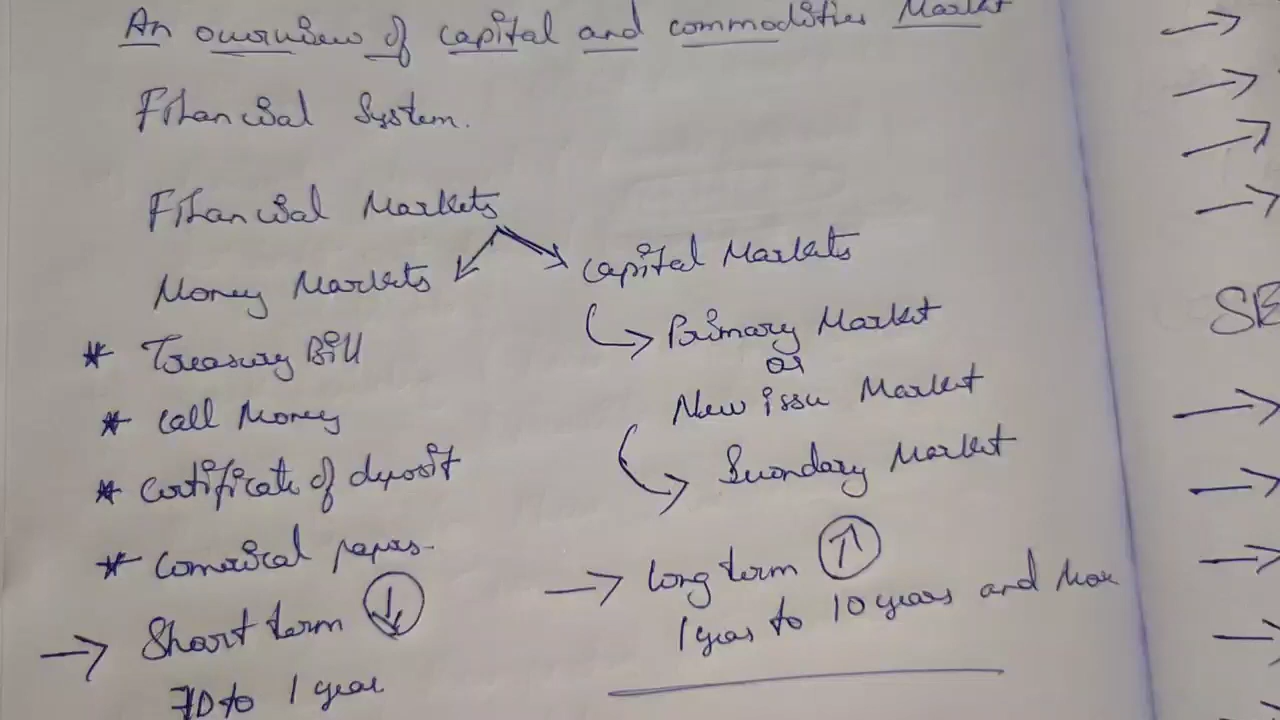 An overview of capital and commodities Market
Financial System.
Financial Markets
Money Markets
* Treasury Bill
* Call Money
* Certificate of deposit
* Comerical papers.
→ Short term ↓
7D to 1 year
Capital Markets
→ Primary Market
or
New issue Market
→ Secondary Market
→ Long term ↑
1 year to 10 years and More
SE